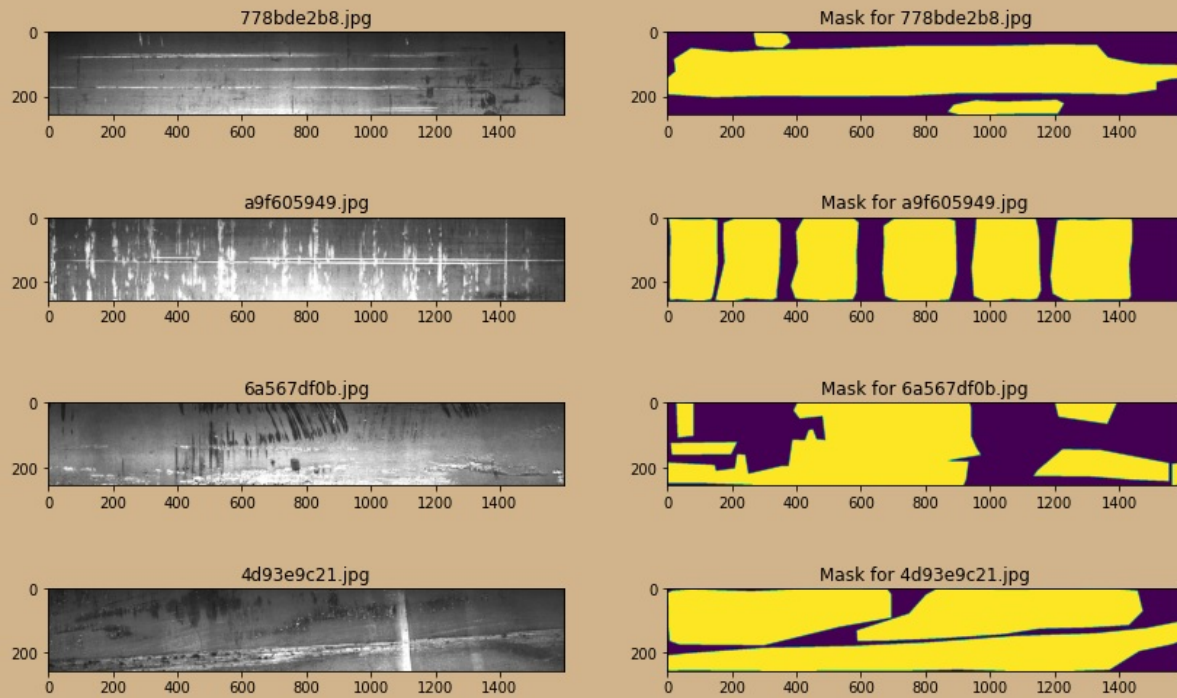 778bde2b8.jpg Mask for 778bde2b8.jpg
0 0
200 200
0 200 400 600 800 1000 1200 1400 0 200 400 600 800 1000 1200 1400
a9f605949.jpg Mask for a9f605949.jpg
0 0
200 200
0 200 400 600 800 1000 1200 1400 0 200 400 600 800 1000 1200 1400
6a567df0b.jpg Mask for 6a567df0b.jpg
0 0
200 200
0 200 400 600 800 1000 1200 1400 0 200 400 600 800 1000 1200 1400
4d93e9c21.jpg Mask for 4d93e9c21.jpg
0 0
200 200
0 200 400 600 800 1000 1200 1400 0 200 400 600 800 1000 1200 1400